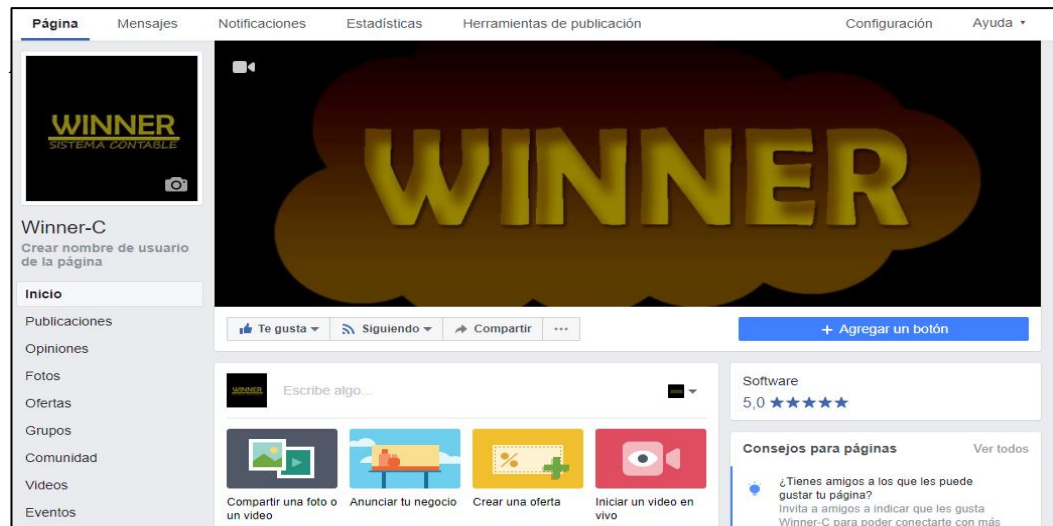 Página Mensajes Notificaciones Estadísticas Herramientas de publicación Configuración Ayuda
WINNER
SISTEMA CONTABLE
WINNER
Winner-C
Crear nombre de usuario
de la página
Inicio
Publicaciones
Opiniones
Fotos
Ofertas
Grupos
Comunidad
Videos
Eventos
Te gusta Siguiendo Compartir ...
+ Agregar un botón
WINNER
Escribe algo...
Compartir una foto o
un video
Anunciar tu negocio
%
Crear una oferta
Iniciar un video en
vivo
Software
5,0 ★★★★★
Consejos para páginas Ver todos
¿Tienes amigos a los que les puede
gustar tu página?
Invita a amigos a indicar que les gusta
Winner-C para poder conectarte con más